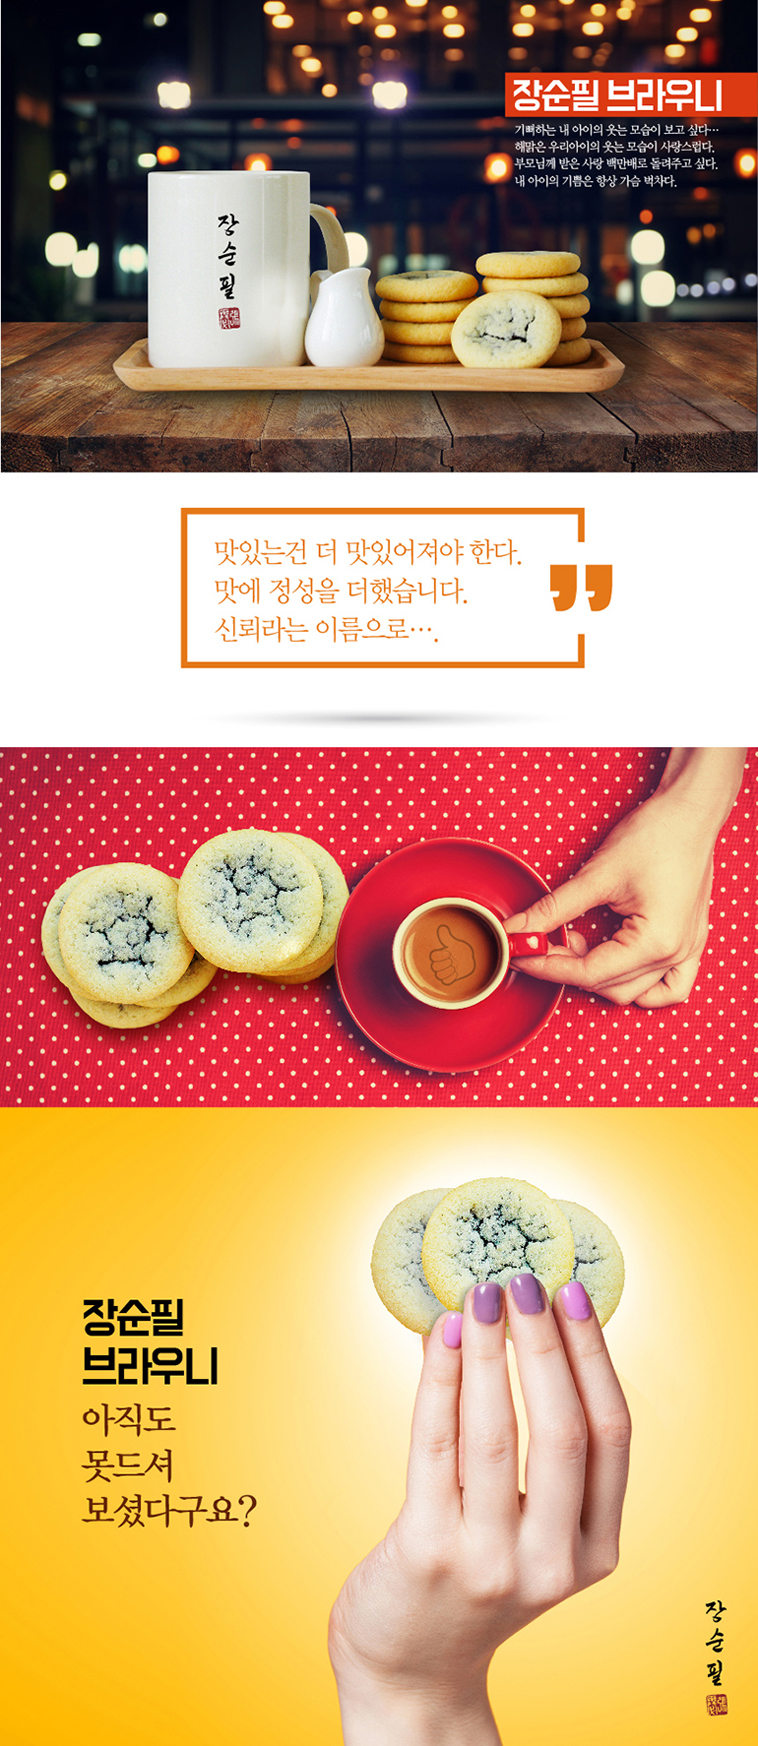 장순필 브라우니
기뻐하는 내 아이의 웃는 모습이 보고 싶다…
해맑은 우리아이의 웃는 모습이 사랑스럽다.
부모님께 받은 사랑 백만배로 돌려주고 싶다.
내 아이의 기쁨은 항상 가슴 벅차다.
장
순
필
맛있는건 더 맛있어져야 한다.
맛에 정성을 더했습니다.
신뢰라는 이름으로….
장순필
브라우니
아직도
못드셔
보셨다구요?
장
순
필